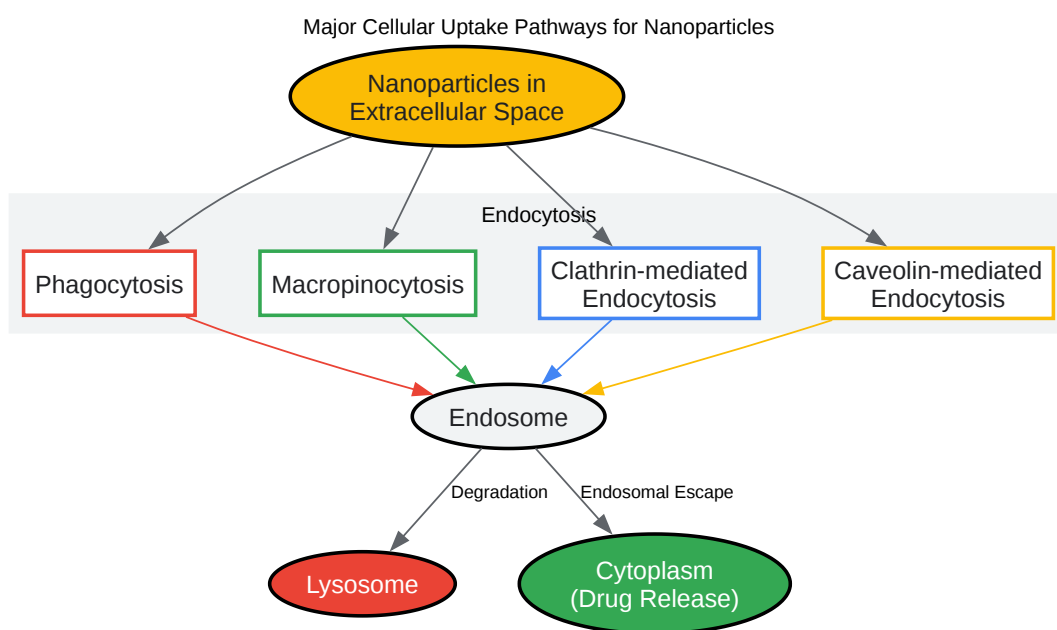 Major Cellular Uptake Pathways for Nanoparticles
Nanoparticles in
Extracellular Space
Endocytosis
Phagocytosis
Macropinocytosis
Clathrin-mediated
Endocytosis
Caveolin-mediated
Endocytosis
Endosome
Degradation
Endosomal Escape
Lysosome
Cytoplasm
(Drug Release)